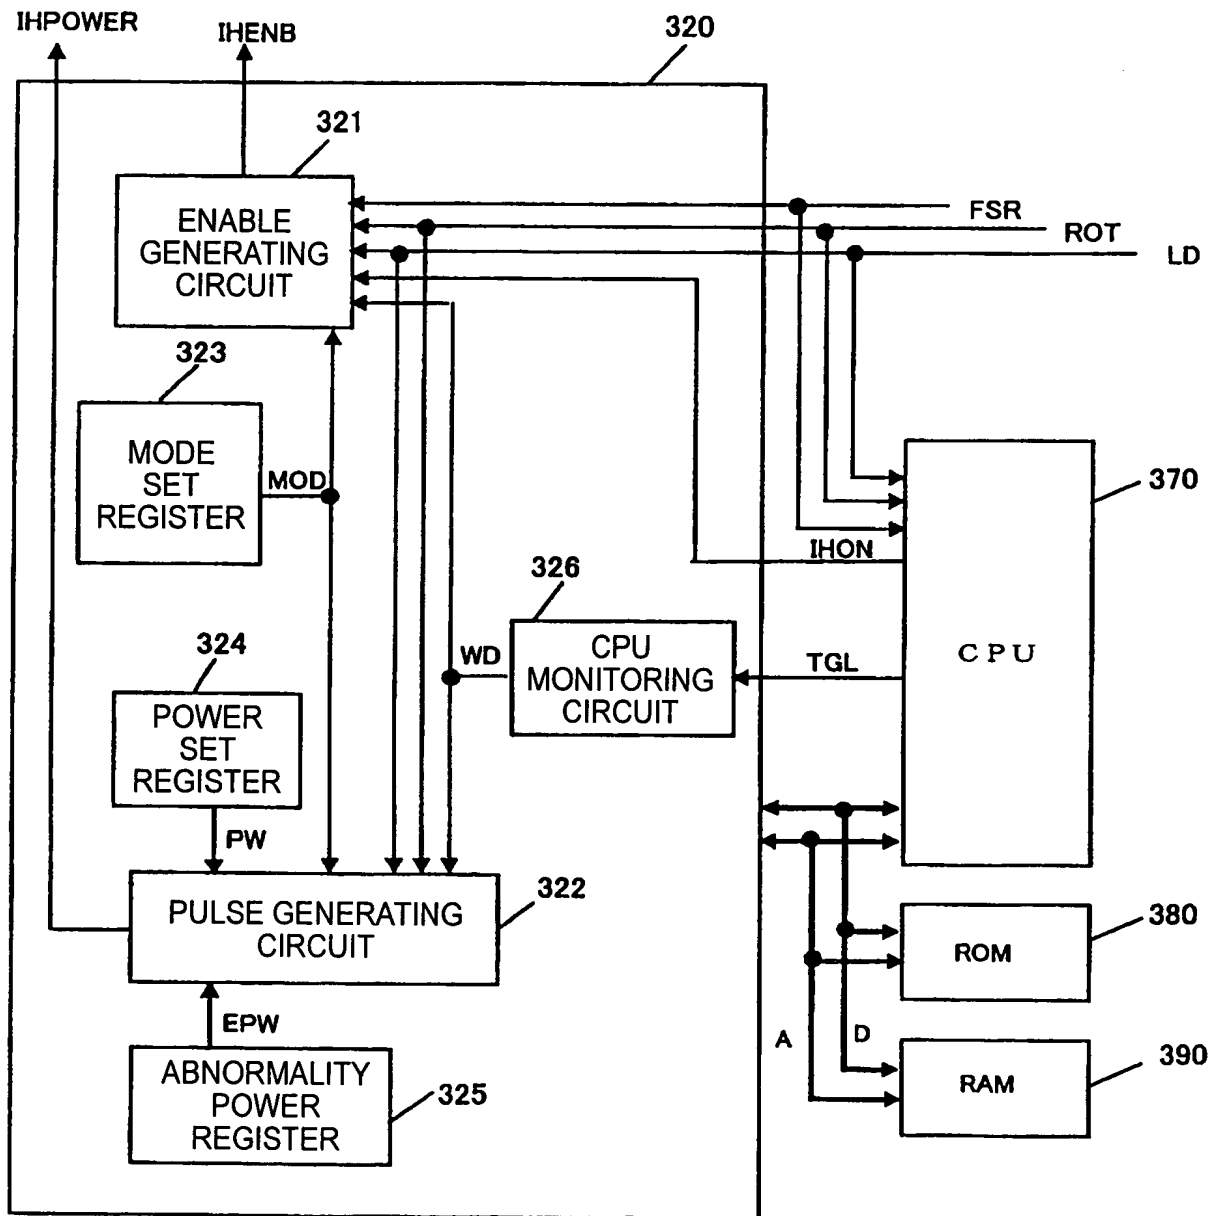 IHPOWER
IHENB
320
321
ENABLE
GENERATING
CIRCUIT
FSR
ROT
LD
323
MODE
SET
REGISTER
MOD
370
IHON
326
CPU
MONITORING
CIRCUIT
WD
TGL
CPU
324
POWER
SET
REGISTER
PW
322
PULSE GENERATING
CIRCUIT
380
ROM
EPW
A
D
390
RAM
ABNORMALITY
POWER
REGISTER
325